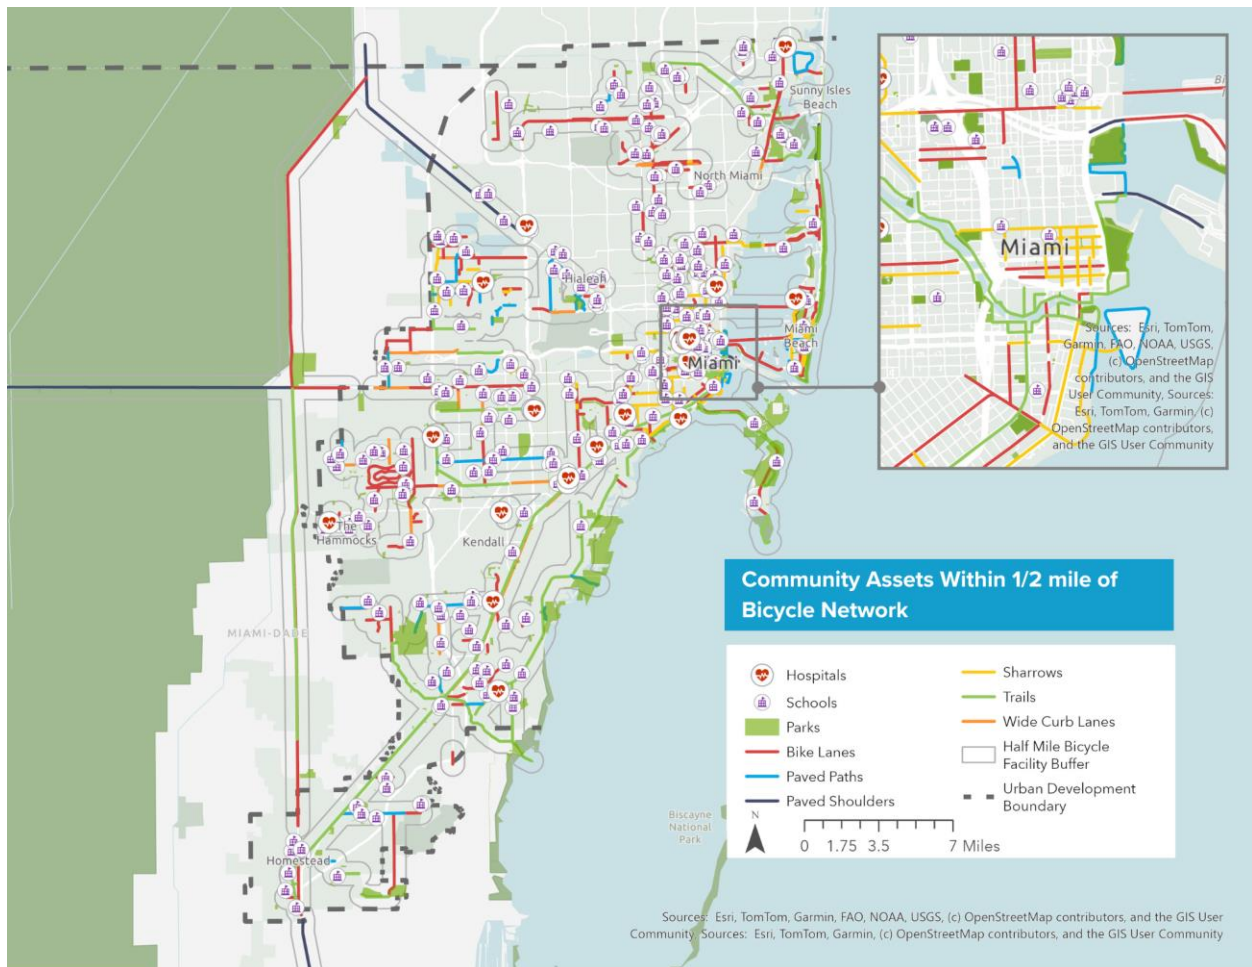 Sunny Isles
Beach
North Miami
Hialeah
Miami
Beach
Miami
The
Hammocks
Kendall
MIAMI-DADE
Homestead
Biscayne
National
Park
Miami
Sources: Esri, TomTom,
Garmin, FAO, NOAA, USGS,
(c) OpenStreetMap
contributors, and the GIS
User Community, Sources:
Esri, TomTom, Garmin, (c)
OpenStreetMap contributors,
and the GIS User Community
Community Assets Within 1/2 mile of
Bicycle Network
Hospitals
Schools
Parks
Bike Lanes
Paved Paths
Paved Shoulders
Sharrows
Trails
Wide Curb Lanes
Half Mile Bicycle
Facility Buffer
Urban Development
Boundary
N
0 1.75 3.5 7 Miles
Sources: Esri, TomTom, Garmin, FAO, NOAA, USGS, (c) OpenStreetMap contributors, and the GIS User
Community, Sources: Esri, TomTom, Garmin, (c) OpenStreetMap contributors, and the GIS User Community